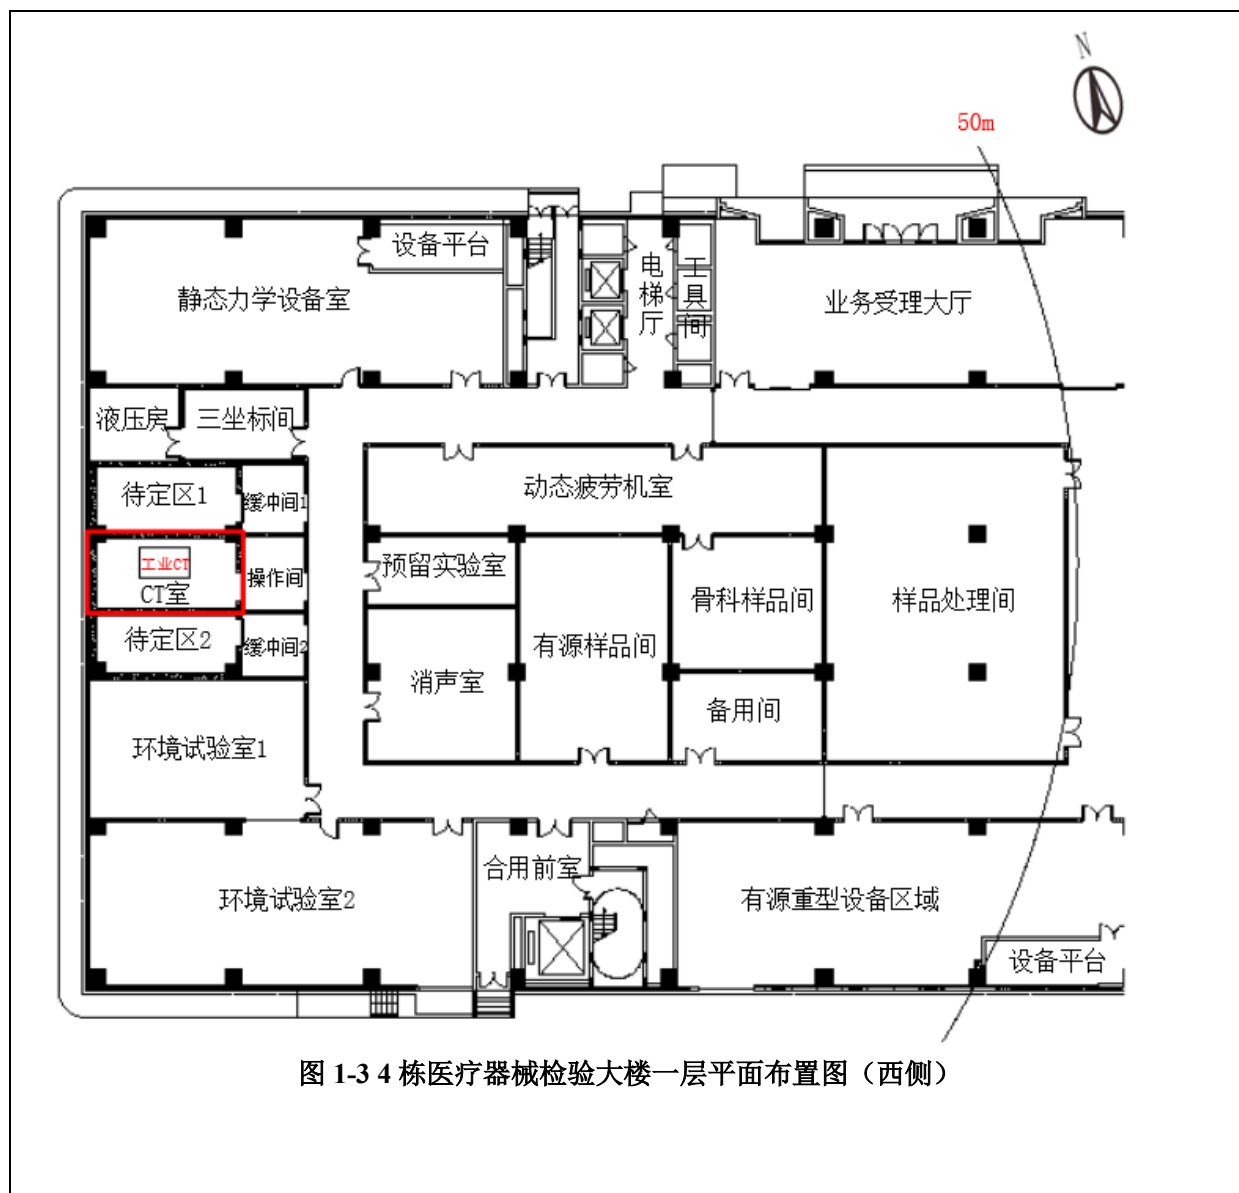 N
50m
设备平台
静态力学设备室
电梯厅
工具间
业务受理大厅
液压房
三坐标间
待定区1
缓冲间1
动态疲劳机室
工业CT
CT室
操作间
预留实验室
骨科样品间
样品处理间
待定区2
缓冲间2
有源样品间
消声室
备用间
环境试验室1
合用前室
环境试验室2
有源重型设备区域
设备平台
图 1-3 4 栋医疗器械检验大楼一层平面布置图（西侧）